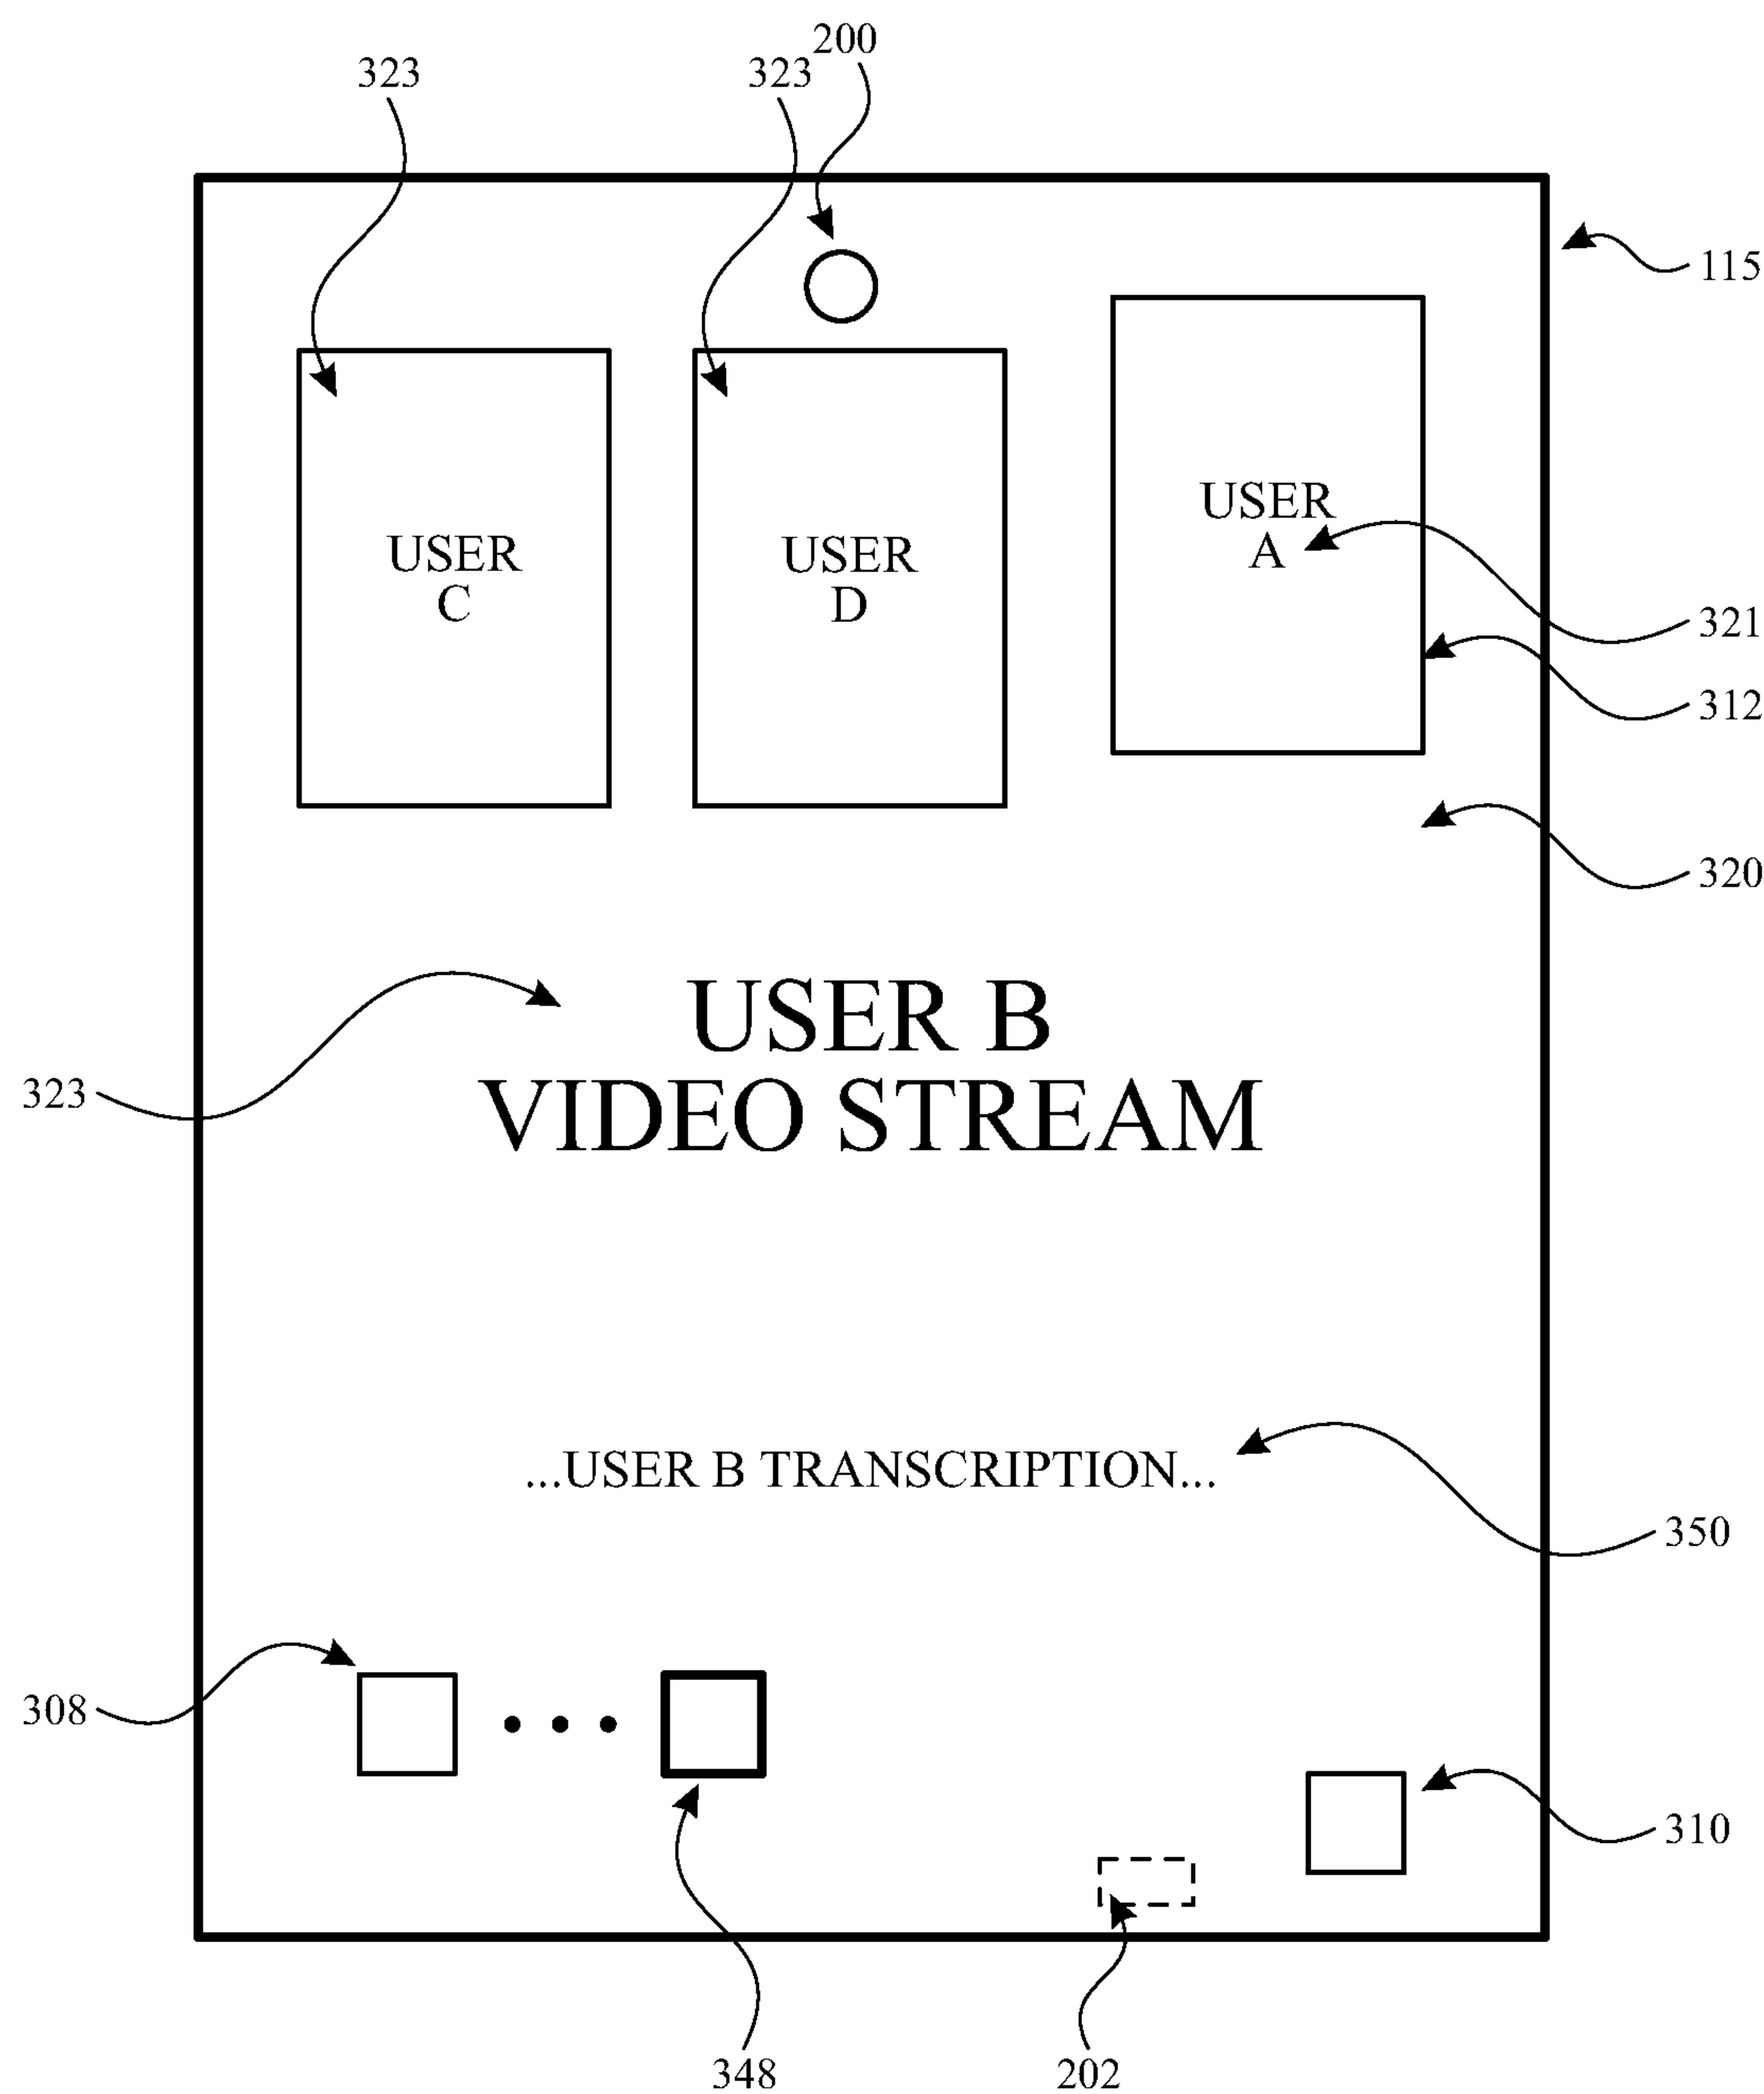 200
323
323
115
USER
A
USER
C
USER
D
321
312
320
USER B
VIDEO STREAM
323
...USER B TRANSCRIPTION...
350
308
310
348
202